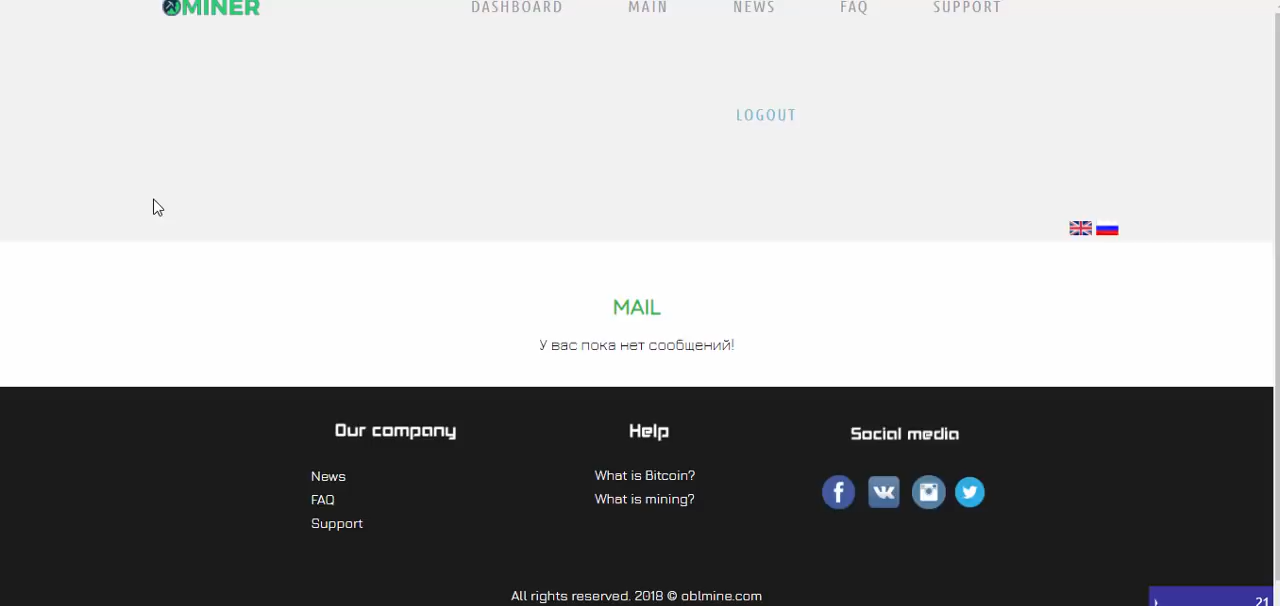 MINER
DASHBOARD MAIN NEWS FAQ SUPPORT
LOGOUT
MAIL
У вас пока нет сообщений!
Our company
News
FAQ
Support
Help
What is Bitcoin?
What is mining?
Social media
All rights reserved. 2018 © oblmine.com
21